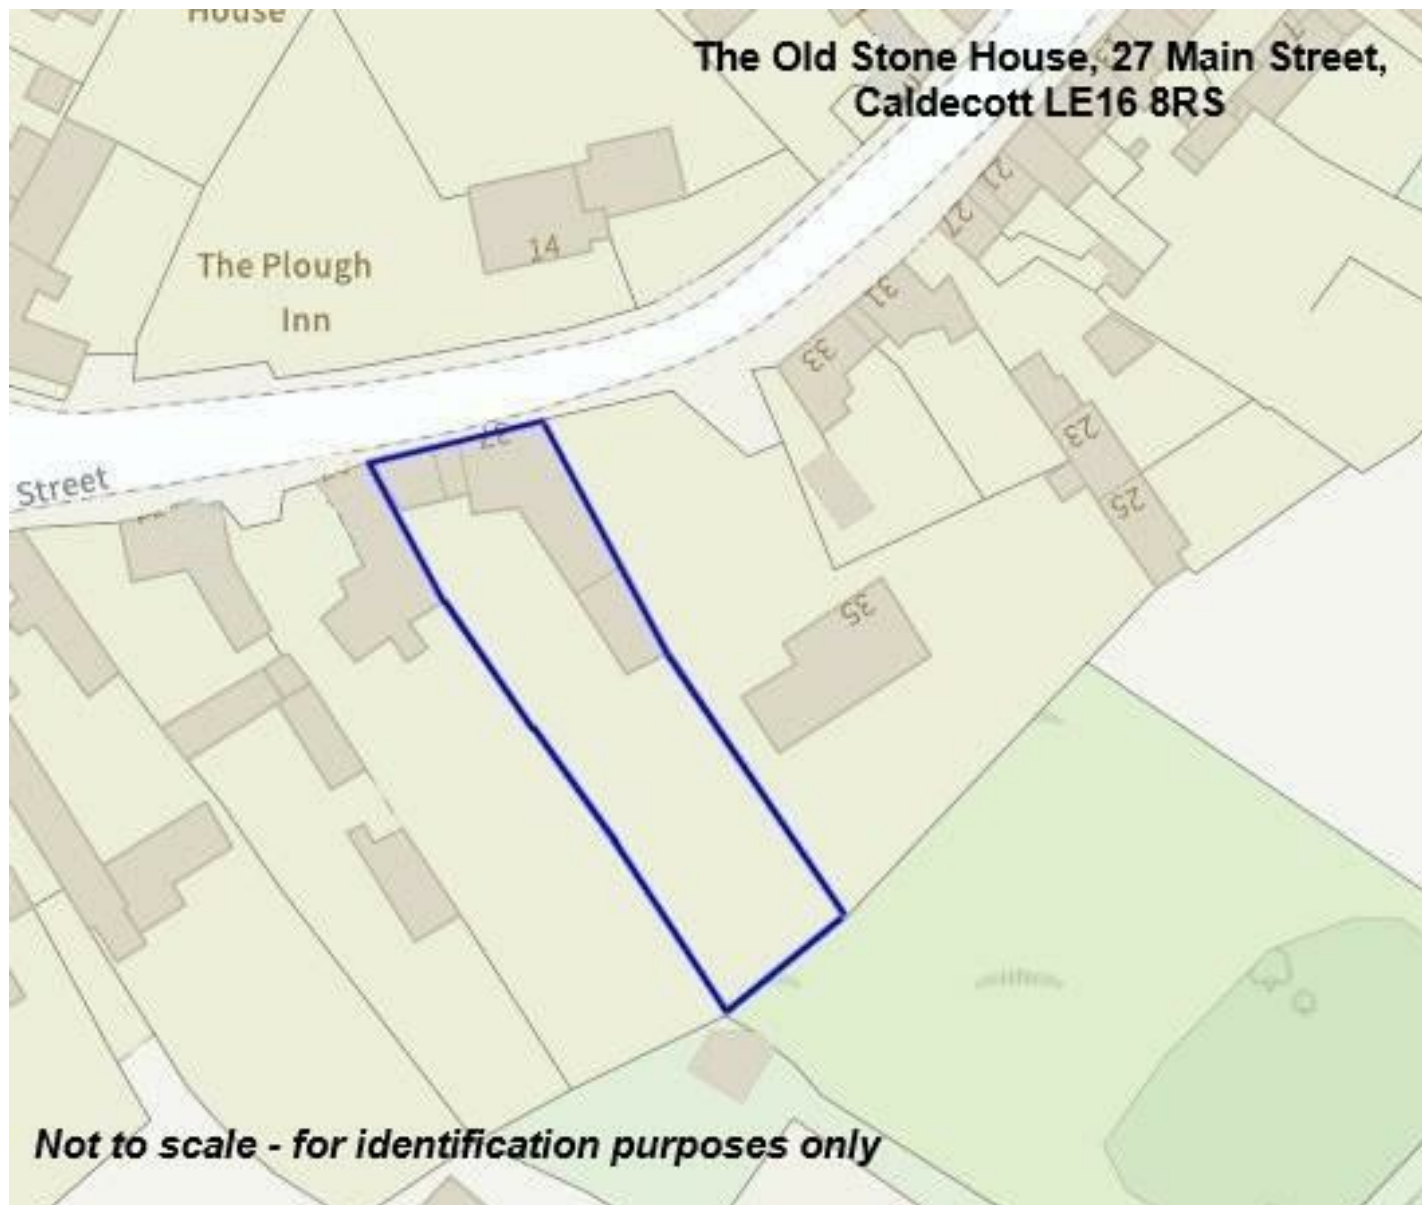 House
The Old Stone House, 27 Main Street,
Caldecott LE16 8RS
21
27
14
The Plough
Inn
31
33
37
23
Street
25
35
Not to scale - for identification purposes only